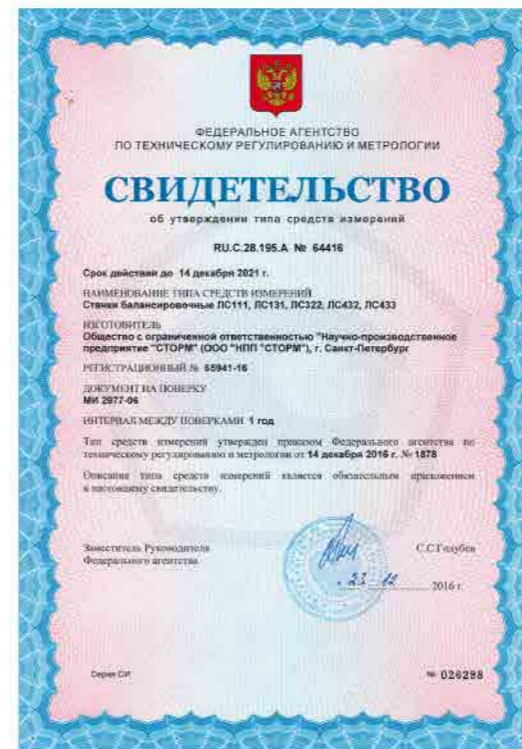 ФЕДЕРАЛЬНОЕ АГЕНТСТВО
ПО ТЕХНИЧЕСКОМУ РЕГУЛИРОВАНИЮ И МЕТРОЛОГИИ
СВИДЕТЕЛЬСТВО
об утверждении типа средств измерений
RU.C.28.195.A № 64416
Срок действия до 14 декабря 2021 г.
НАИМЕНОВАНИЕ ТИПА СРЕДСТВ ИЗМЕРЕНИЙ
Станки балансировочные ЛС111, ЛС131, ЛС322, ЛС432, ЛС433
ИЗГОТОВИТЕЛЬ
Общество с ограниченной ответственностью "Научно-производственное
предприятие "СТОРМ" (ООО "НПП "СТОРМ"), г. Санкт-Петербург
РЕГИСТРАЦИОННЫЙ № 65941-16
ДОКУМЕНТ НА ПОВЕРКУ
МИ 2977-06
ИНТЕРВАЛ МЕЖДУ ПОВЕРКАМИ 1 год
Тип средств измерений утвержден приказом Федерального агентства по
техническому регулированию и метрологии от 14 декабря 2016 г. № 1878
Описание типа средств измерений является обязательным приложением
к настоящему свидетельству.
Заместитель Руководителя
Федерального агентства
С.С.Голубев
23 12 2016 г.
Серия СИ
№ 026298